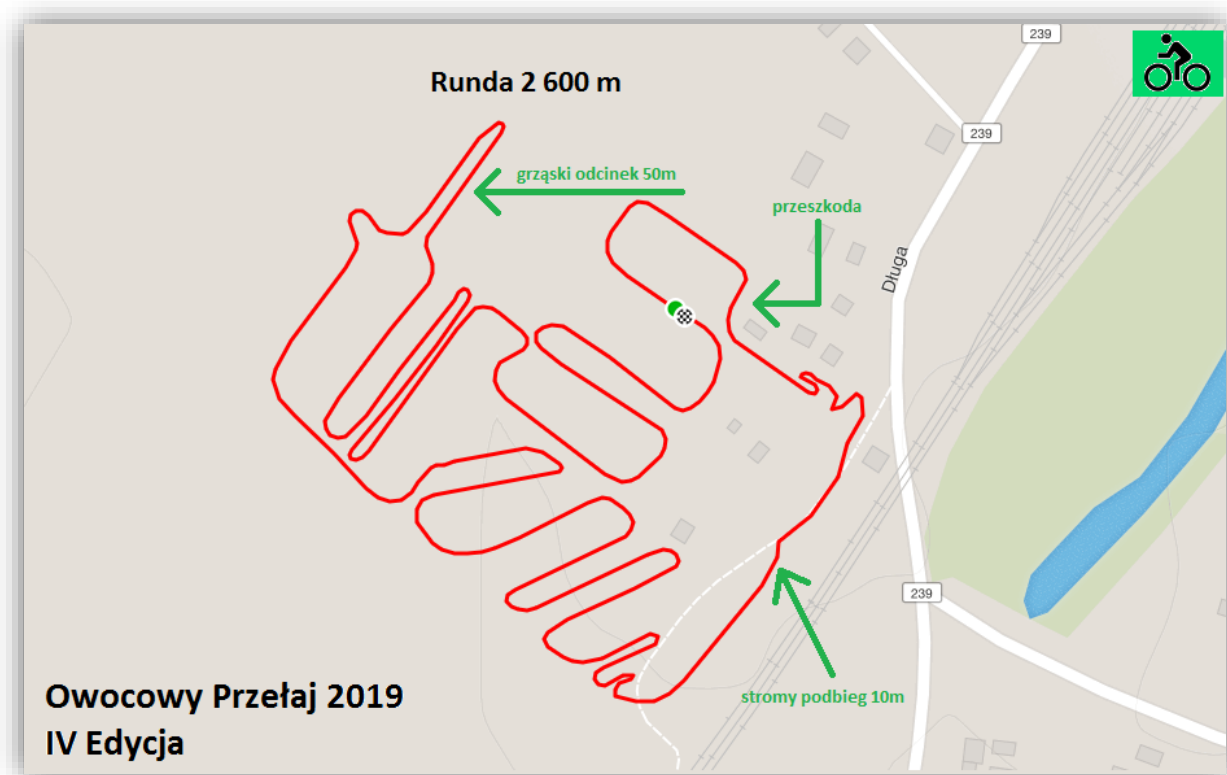 239
Runda 2 600 m
239
grząski odcinek 50m
przeszkoda
Długa
239
stromy podbieg 10m
Owocowy Przełaj 2019
IV Edycja